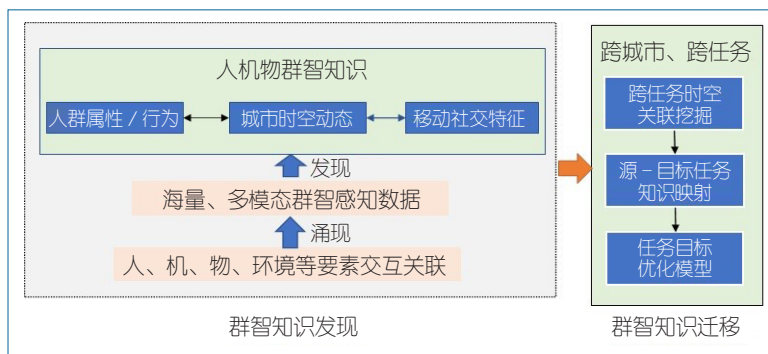 人机物群智知识
人群属性/行为
城市时空动态
移动社交特征
发现
海量、多模态群智感知数据
涌现
人、机、物、环境等要素交互关联
群智知识发现
跨城市、跨任务
跨任务时空
关联挖掘
源-目标任务
知识映射
任务目标
优化模型
群智知识迁移